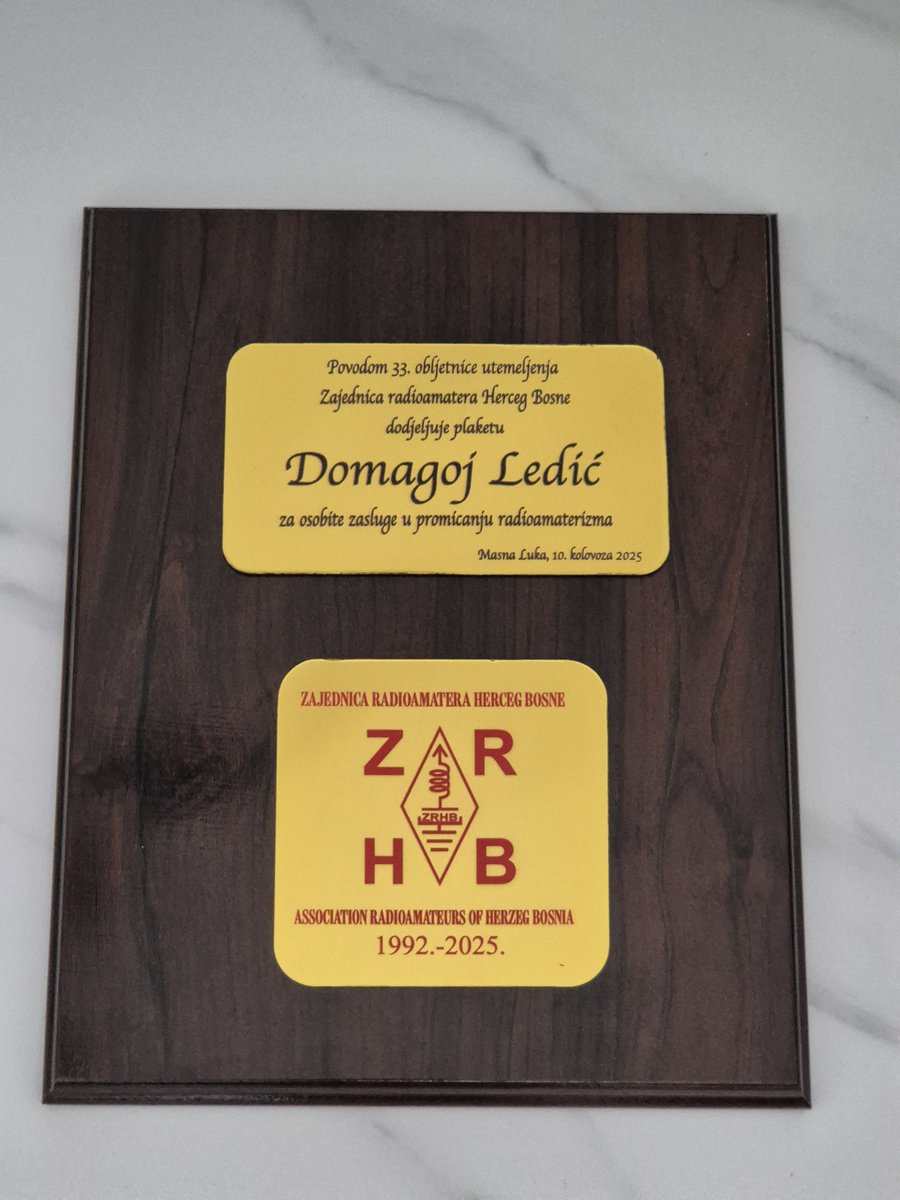 Povodom 33. obljetnice utemeljenja
Zajednica radioamatera Herceg Bosne
dodjeljuje plaketu
Domagoj Ledić
za osobite zasluge u promicanju radioamaterizma
Masna Luka, 10. kolovoza 2025
ZAJEDNICA RADIOAMATERA HERCEG BOSNE
Z R
ZRHB
H B
ASSOCIATION RADIOAMATEURS OF HERZEG BOSNIA
1992.-2025.